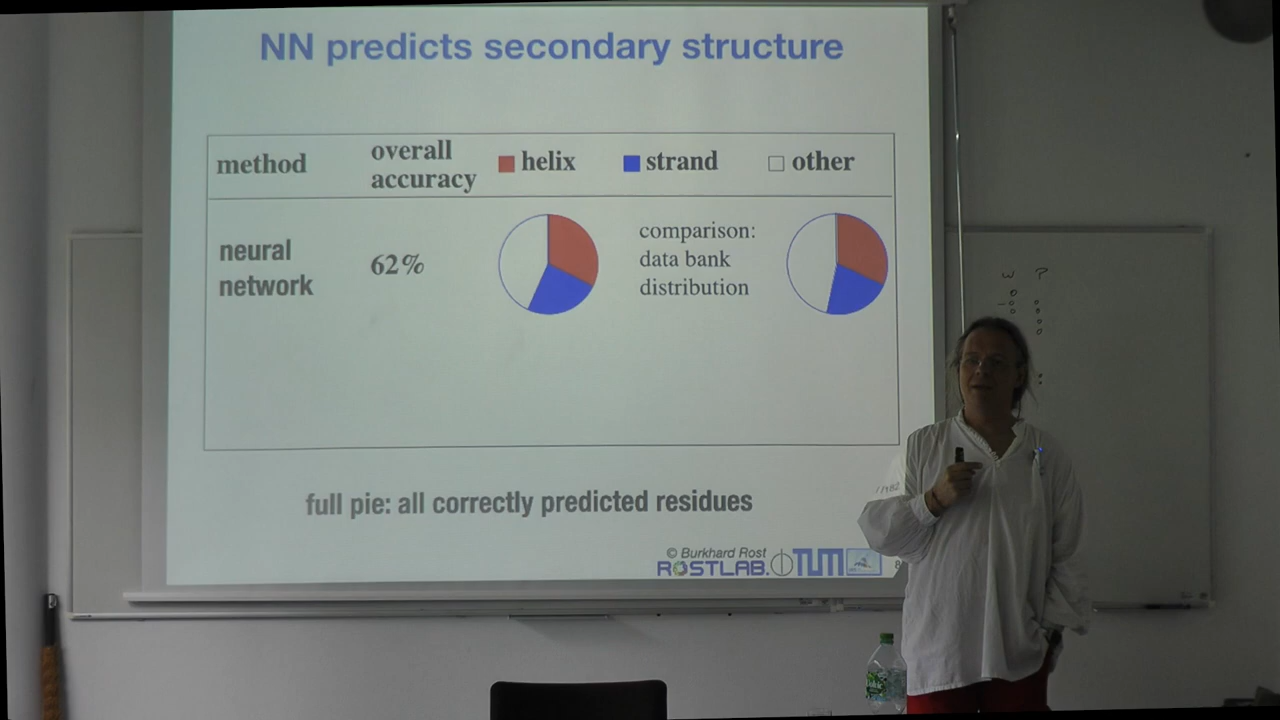 NN predicts secondary structure
method
overall
accuracy
helix
strand
other
neural
network
62%
comparison:
data bank
distribution
full pie: all correctly predicted residues
© Burkhard Rost
ROSTLAB.
TUM
8